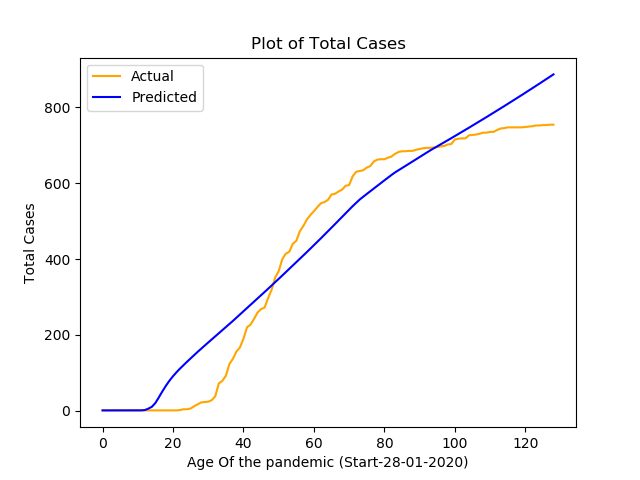 Plot of Total Cases
Actual
Predicted
Total Cases
800
600
400
200
0
0 20 40 60 80 100 120
Age Of the pandemic (Start-28-01-2020)